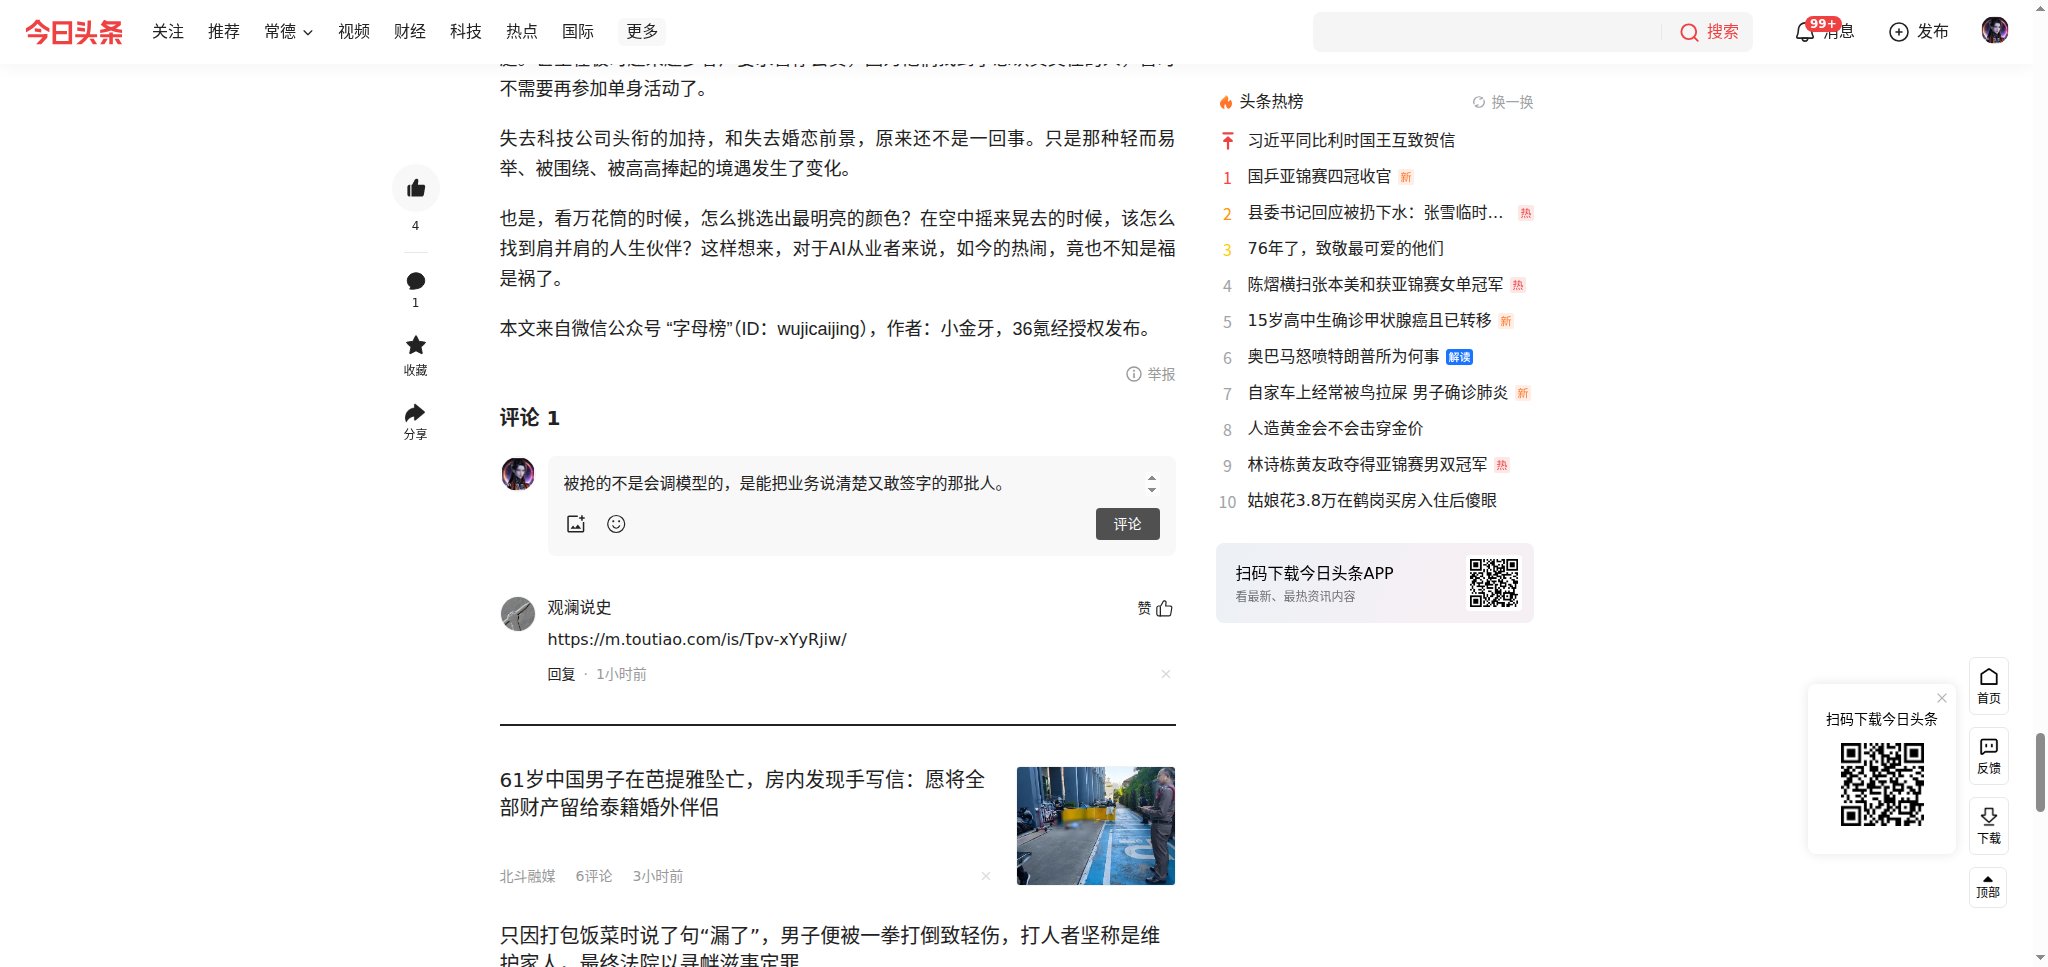 今日头条
关注 推荐 常德 视频 财经 科技 热点 国际 更多
搜索
99+
消息
发布
不需要再参加单身活动了。
失去科技公司头衔的加持，和失去婚恋前景，原来还不是一回事。只是那种轻而易
举、被围绕、被高高捧起的境遇发生了变化。
也是，看万花筒的时候，怎么挑选出最明亮的颜色？在空中摇来晃去的时候，该怎么
找到肩并肩的人生伙伴？这样想来，对于AI从业者来说，如今的热闹，竟也不知是福
是祸了。
本文来自微信公众号 “字母榜”（ID：wujicaijing），作者：小金牙，36氪经授权发布。
举报
4
1
收藏
分享
评论 1
被抢的不是会调模型的，是能把业务说清楚又敢签字的那批人。
评论
观澜说史
赞
https://m.toutiao.com/is/Tpv-xYyRjiw/
回复 · 1小时前
61岁中国男子在芭提雅坠亡，房内发现手写信：愿将全
部财产留给泰籍婚外伴侣
北斗融媒 6评论 3小时前
只因打包饭菜时说了句“漏了”，男子便被一拳打倒致轻伤，打人者坚称是维
护家人，最终法院以寻衅滋事定罪
头条热榜
换一换
习近平同比利时国王互致贺信
1 国乒亚锦赛四冠收官 新
2 县委书记回应被扔下水：张雪临时... 热
3 76年了，致敬最可爱的他们
4 陈熠横扫张本美和获亚锦赛女单冠军 热
5 15岁高中生确诊甲状腺癌且已转移 新
6 奥巴马怒喷特朗普所为何事 解读
7 自家车上经常被鸟拉屎 男子确诊肺炎 新
8 人造黄金会不会击穿金价
9 林诗栋黄友政夺得亚锦赛男双冠军 热
10 姑娘花3.8万在鹤岗买房入住后傻眼
扫码下载今日头条APP
看最新、最热资讯内容
扫码下载今日头条
首页
反馈
下载
顶部